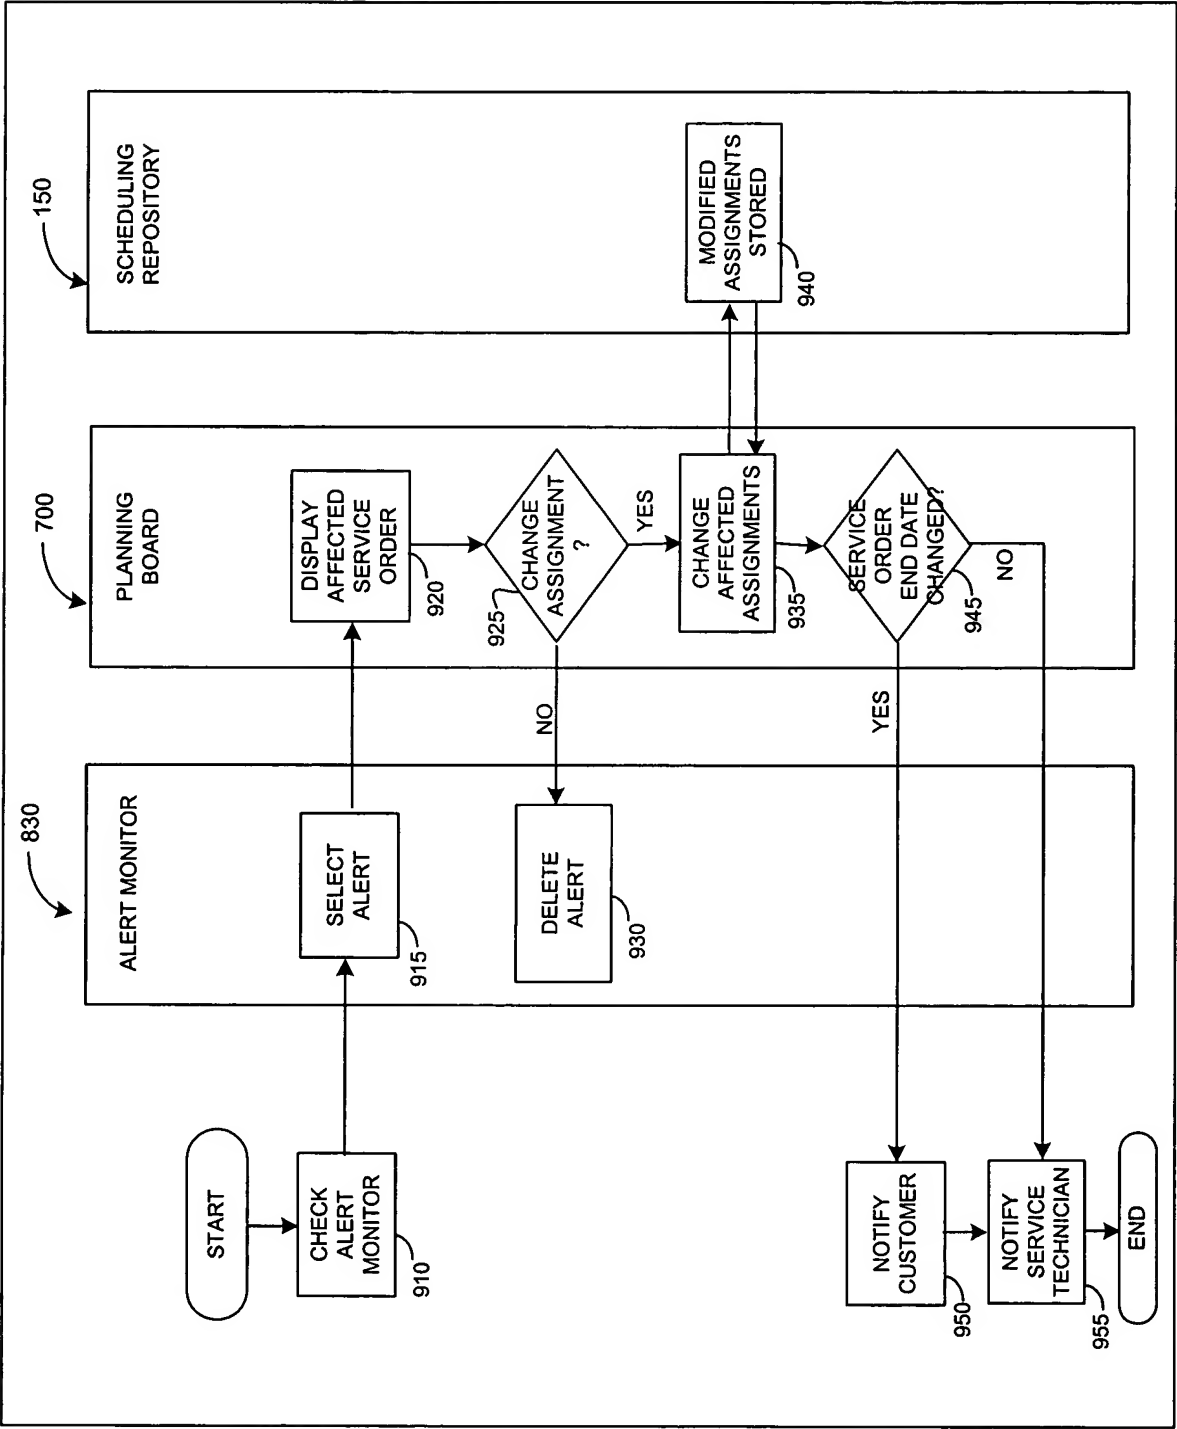 830
700
150
ALERT MONITOR
PLANNING
BOARD
SCHEDULING
REPOSITORY
START
CHECK
ALERT
MONITOR
910
SELECT
ALERT
915
DISPLAY
AFFECTED
SERVICE
ORDER
920
CHANGE
ASSIGNMENT
?
925
NO
YES
DELETE
ALERT
930
CHANGE
AFFECTED
ASSIGNMENTS
935
MODIFIED
ASSIGNMENTS
STORED
940
SERVICE
ORDER
END DATE
CHANGED?
945
YES
NO
NOTIFY
CUSTOMER
950
NOTIFY
SERVICE
TECHNICIAN
955
END